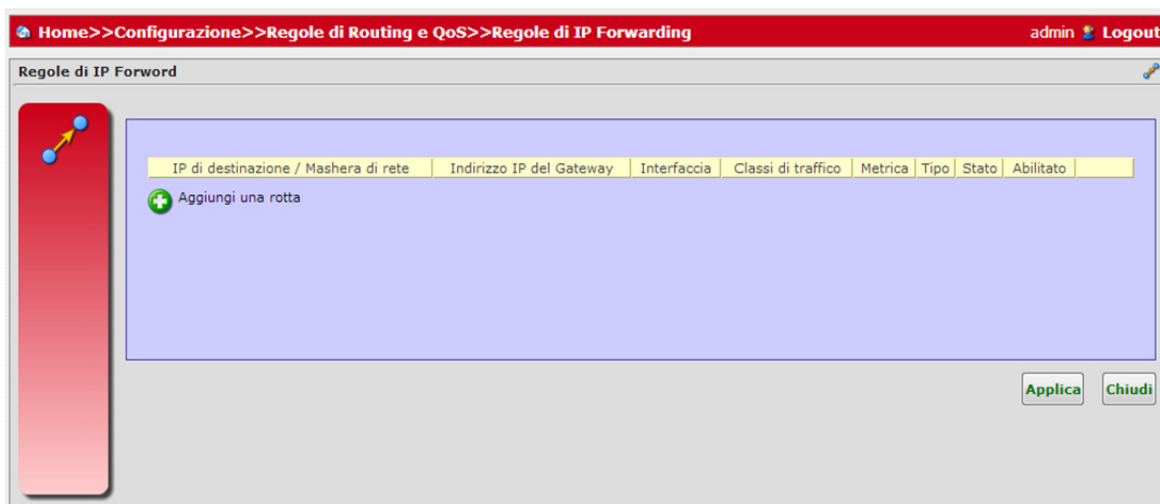 Home>>Configurazione>>Regole di Routing e QoS>>Regole di IP Forwarding admin Logout
Regole di IP Forword
IP di destinazione / Mashera di rete Indirizzo IP del Gateway Interfaccia Classi di traffico Metrica Tipo Stato Abilitato
Aggiungi una rotta
Applica Chiudi